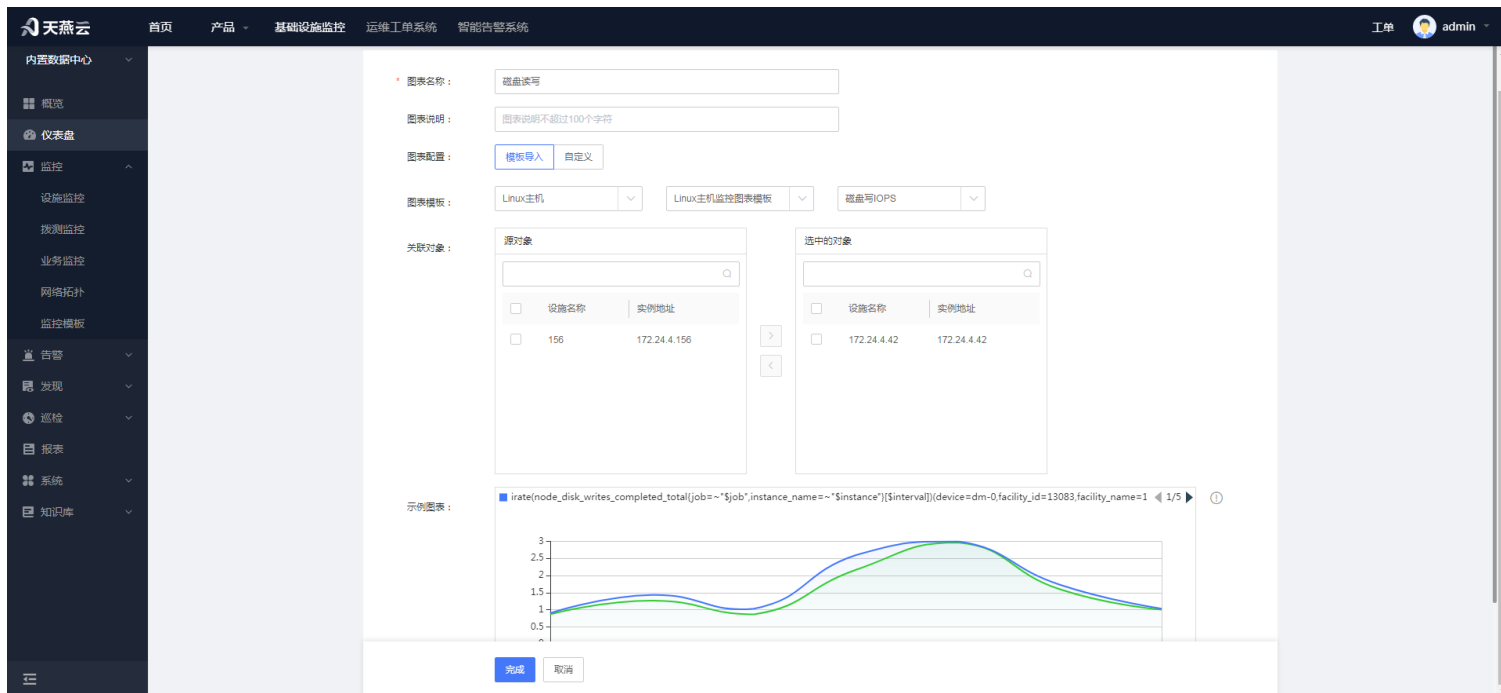 天燕云 首页 产品 基础设施监控 运维工单系统 智能告警系统 工单 admin
内置数据中心
概览
仪表盘
监控
设施监控
拨测监控
业务监控
网络拓扑
监控模板
告警
发现
巡检
报表
系统
知识库
* 图表名称： 磁盘读写
图表说明： 图表说明不超过100个字符
图表配置： 模板导入 自定义
图表模板： Linux主机 Linux主机监控图表模板 磁盘写IOPS
关联对象： 源对象 选中的对象
设施名称 实例地址 设施名称 实例地址
156 172.24.4.156 172.24.4.42 172.24.4.42
示例图表： irate(node_disk_writes_completed_total{job=~"$job",instance_name=~"$instance"}[$interval])(device=dm-0,facility_id=13083,facility_name=1 1/5
3
2.5
2
1.5
1
0.5
完成 取消